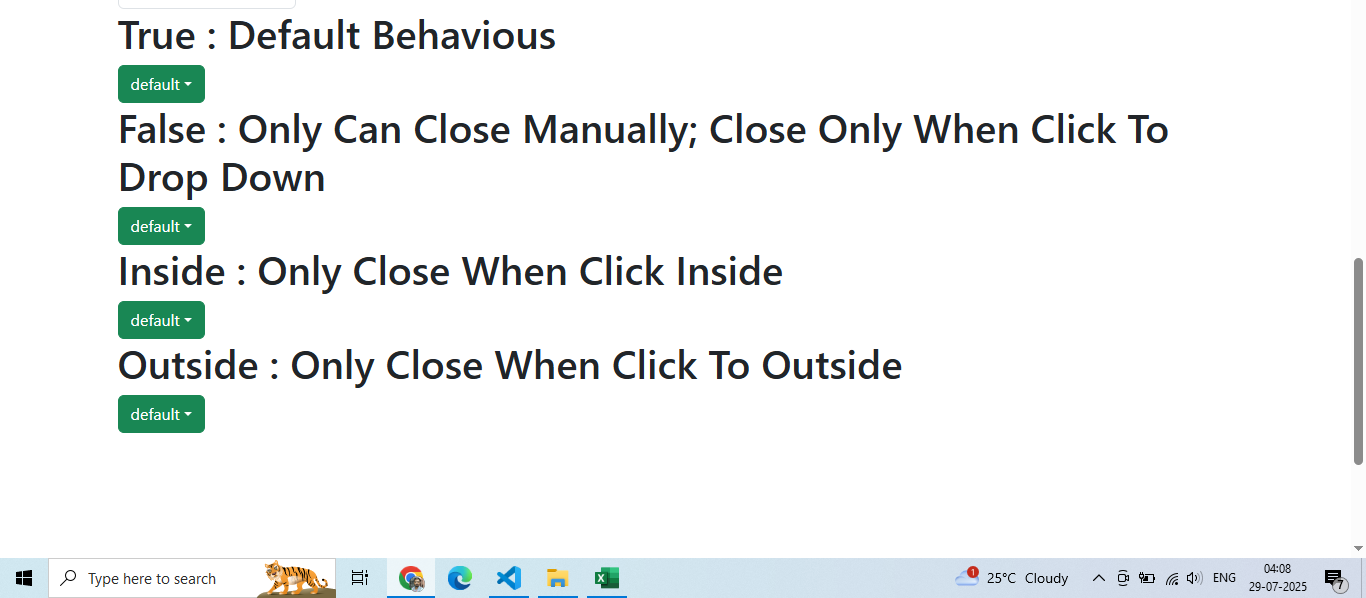 True : Default Behavious
default
False : Only Can Close Manually; Close Only When Click To
Drop Down
default
Inside : Only Close When Click Inside
default
Outside : Only Close When Click To Outside
default
Type here to search
1
25°C Cloudy
ENG
04:08
29-07-2025
7